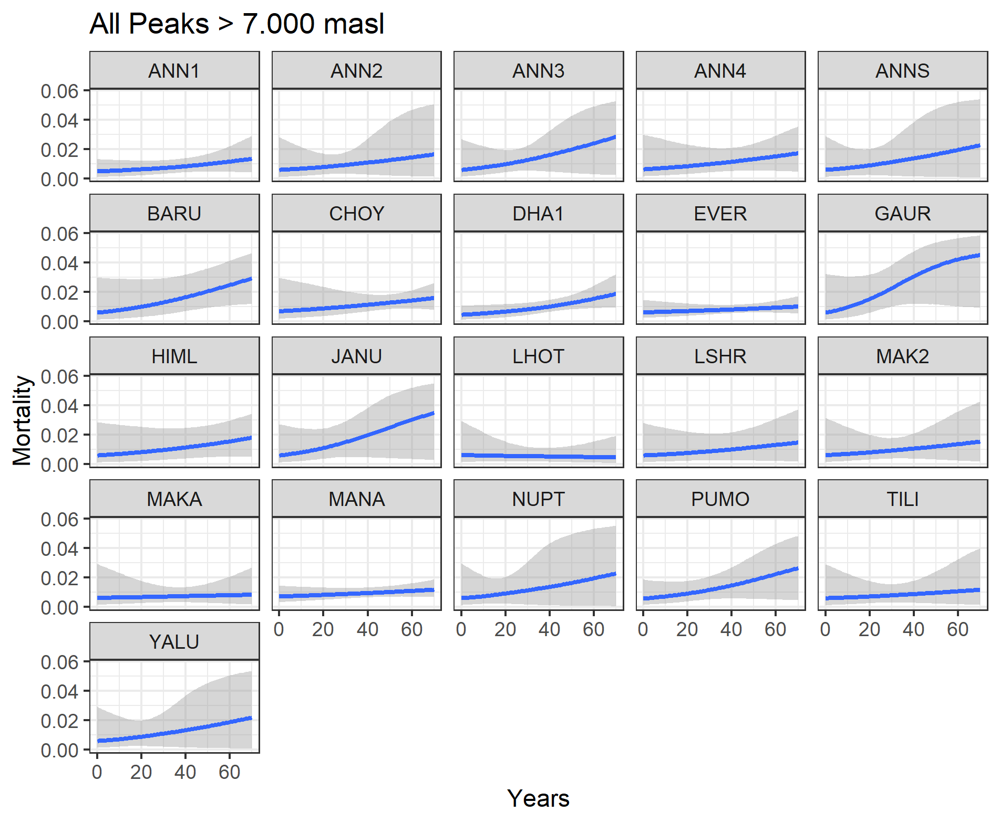 All Peaks > 7.000 masl
ANN1 ANN2 ANN3 ANN4 ANNS
0.06
0.04
0.02
0.00
BARU CHOY DHA1 EVER GAUR
0.06
0.04
0.02
0.00
HIML JANU LHOT LSHR MAK2
0.06
0.04
0.02
0.00
Mortality
MAKA MANA NUPT PUMO TILI
0.06
0.04
0.02
0.00
0 20 40 60 0 20 40 60 0 20 40 60 0 20 40 60
YALU
0.06
0.04
0.02
0.00
0 20 40 60
Years